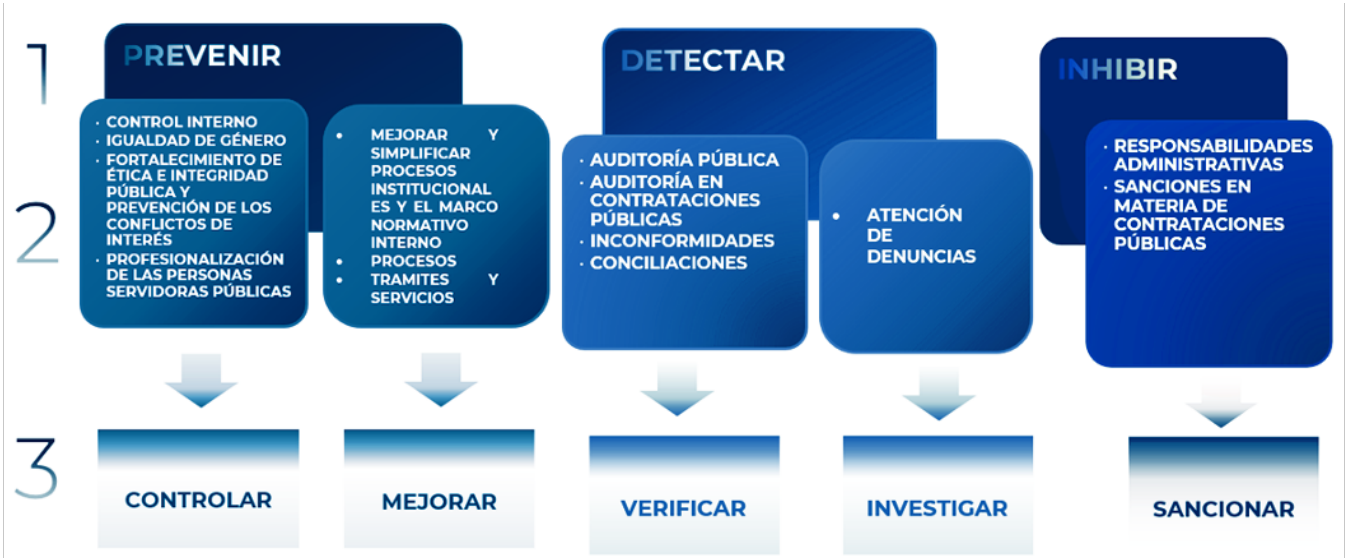 1
PREVENIR
DETECTAR
INHIBIR
2
· CONTROL INTERNO
· IGUALDAD DE GÉNERO
· FORTALECIMIENTO DE
ÉTICA E INTEGRIDAD
PÚBLICA Y
PREVENCIÓN DE LOS
CONFLICTOS DE
INTERÉS
· PROFESIONALIZACIÓN
DE LAS PERSONAS
SERVIDORAS PÚBLICAS
• MEJORAR Y
SIMPLIFICAR
PROCESOS
INSTITUCIONAL
ES Y EL MARCO
NORMATIVO
INTERNO
• PROCESOS
• TRAMITES Y
SERVICIOS
· AUDITORÍA PÚBLICA
· AUDITORÍA EN
CONTRATACIONES
PÚBLICAS
· INCONFORMIDADES
· CONCILIACIONES
• ATENCIÓN
DE
DENUNCIAS
· RESPONSABILIDADES
ADMINISTRATIVAS
· SANCIONES EN
MATERIA DE
CONTRATACIONES
PÚBLICAS
3
CONTROLAR
MEJORAR
VERIFICAR
INVESTIGAR
SANCIONAR